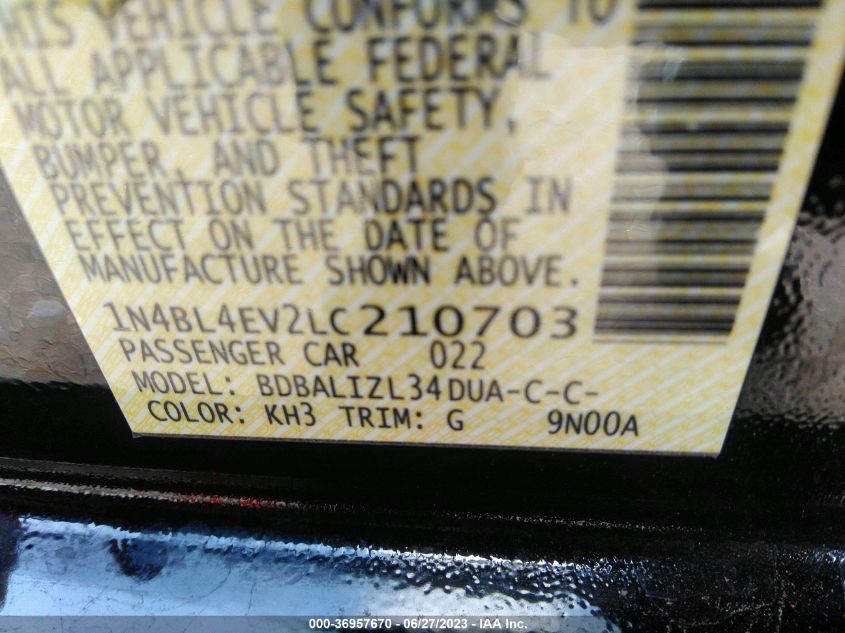 THIS VEHICLE CONFORMS TO
ALL APPLICABLE FEDERAL
MOTOR VEHICLE SAFETY,
BUMPER, AND THEFT
PREVENTION STANDARDS IN
EFFECT ON THE DATE OF
MANUFACTURE SHOWN ABOVE.
1N4BL4EV2LC210703
PASSENGER CAR 022
MODEL: BDBALIZL34DUA-C-C-
COLOR: KH3 TRIM: G 9N00A
000-36957670 - 06/27/2023 - IAA Inc.